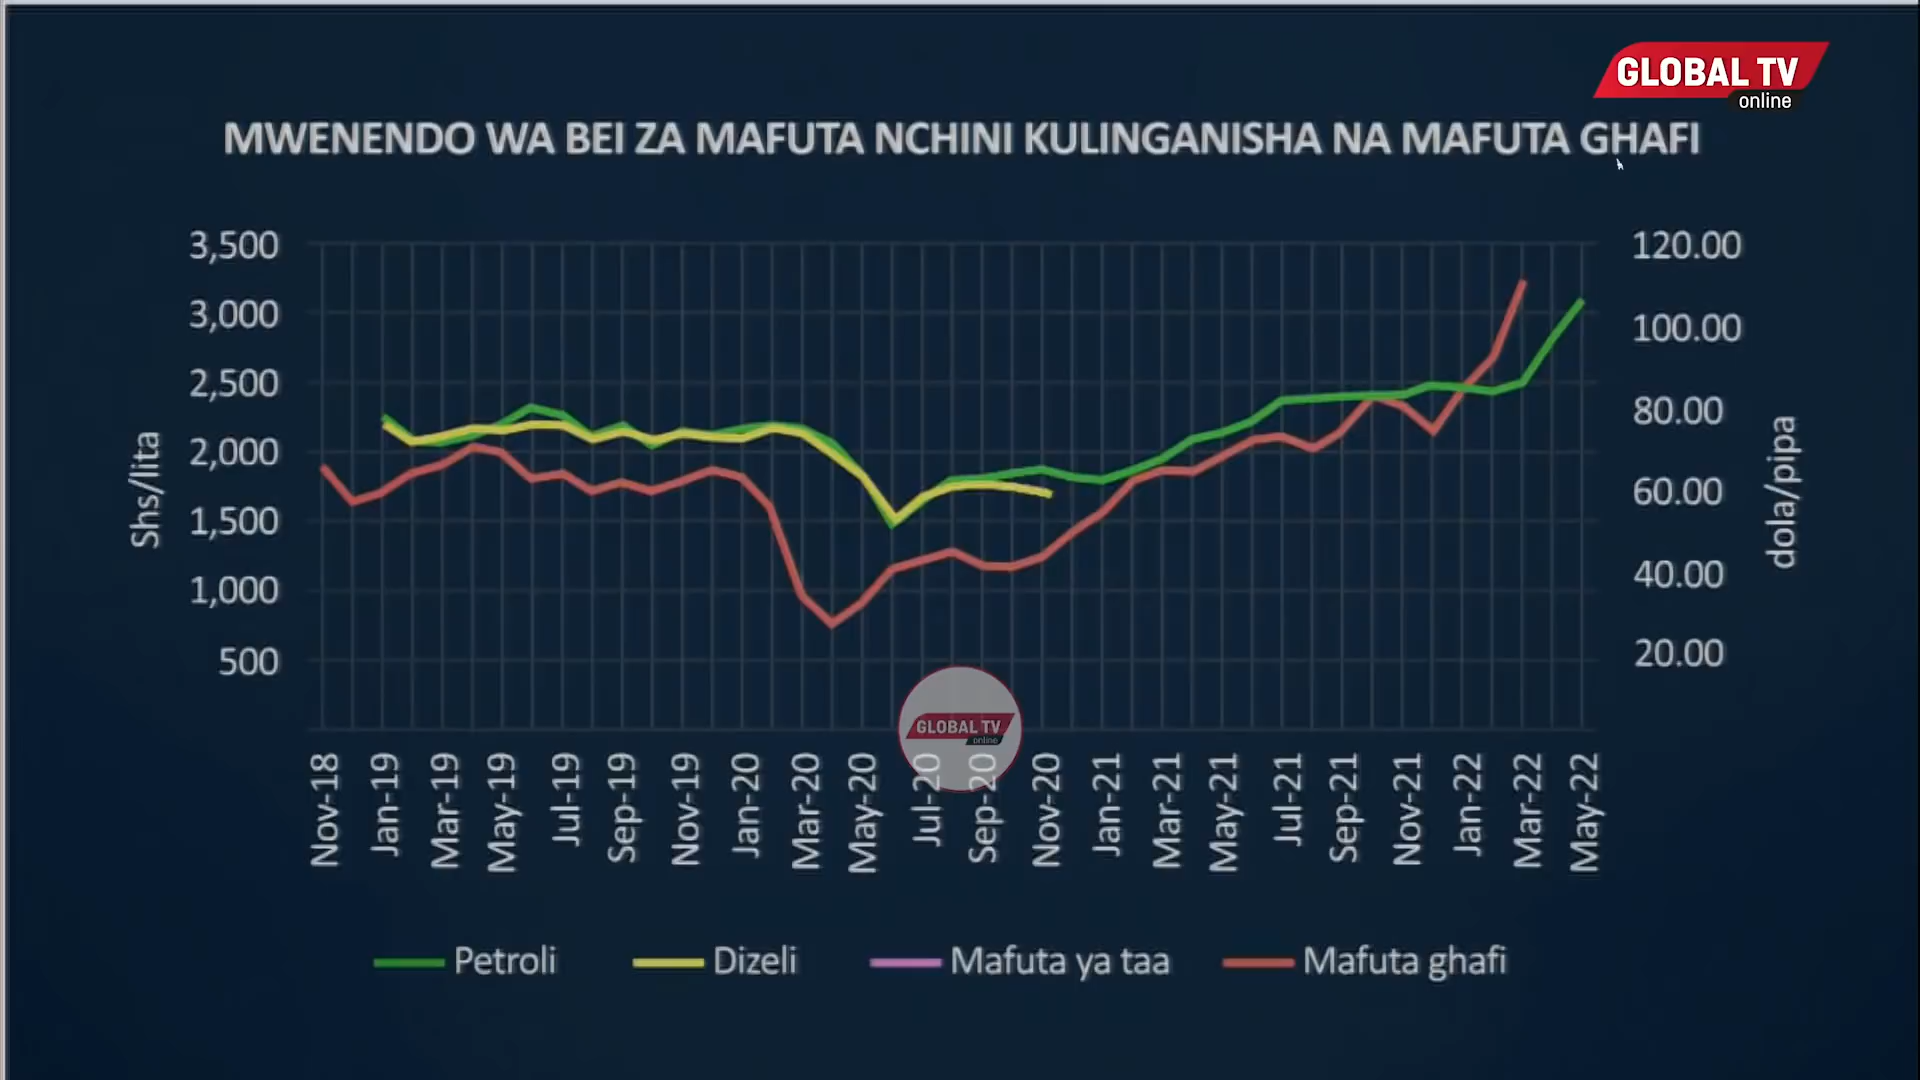 GLOBAL TV
online
MWENENDO WA BEI ZA MAFUTA NCHINI KULINGANISHA NA MAFUTA GHAFI
3,500
3,000
2,500
2,000
1,500
1,000
500
Shs/lita
120.00
100.00
80.00
60.00
40.00
20.00
dola/pipa
GLOBAL TV
online
Nov-18
Jan-19
Mar-19
May-19
Jul-19
Sep-19
Nov-19
Jan-20
Mar-20
May-20
Jul-20
Sep-20
Nov-20
Jan-21
Mar-21
May-21
Jul-21
Sep-21
Nov-21
Jan-22
Mar-22
May-22
Petroli
Dizeli
Mafuta ya taa
Mafuta ghafi